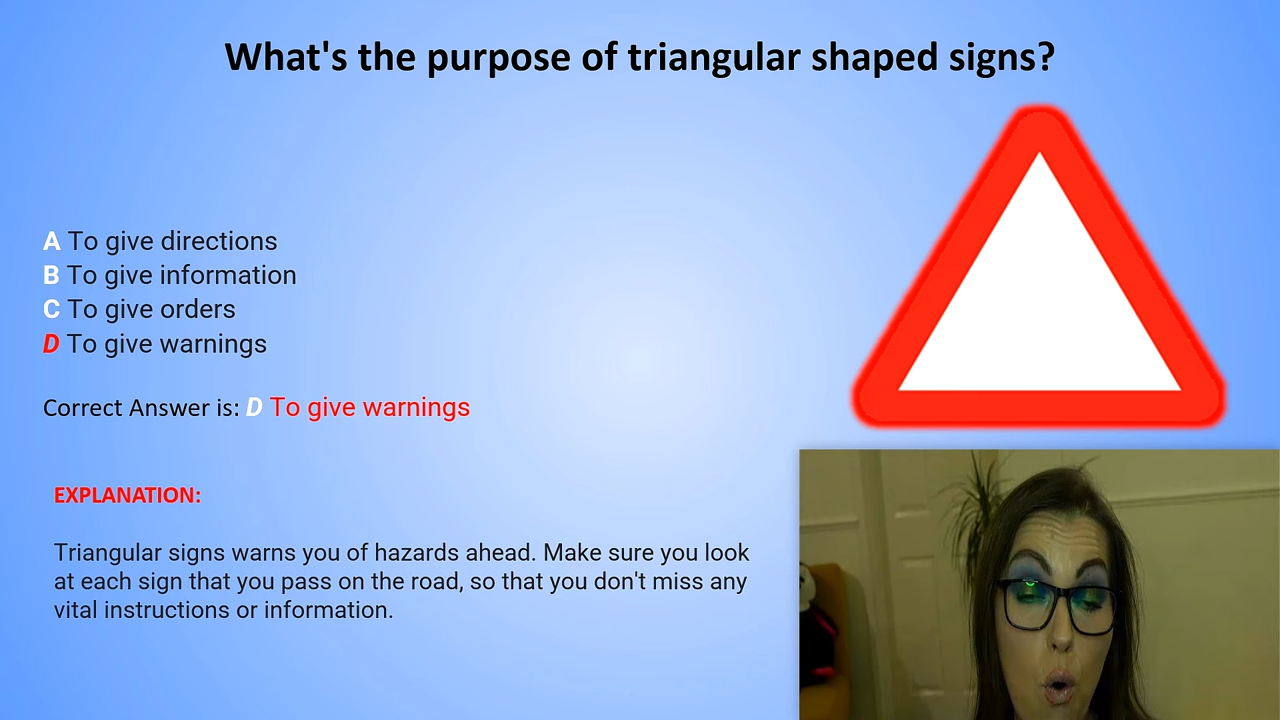 What's the purpose of triangular shaped signs?
A To give directions
B To give information
C To give orders
D To give warnings
Correct Answer is: D To give warnings
EXPLANATION:
Triangular signs warns you of hazards ahead. Make sure you look
at each sign that you pass on the road, so that you don't miss any
vital instructions or information.